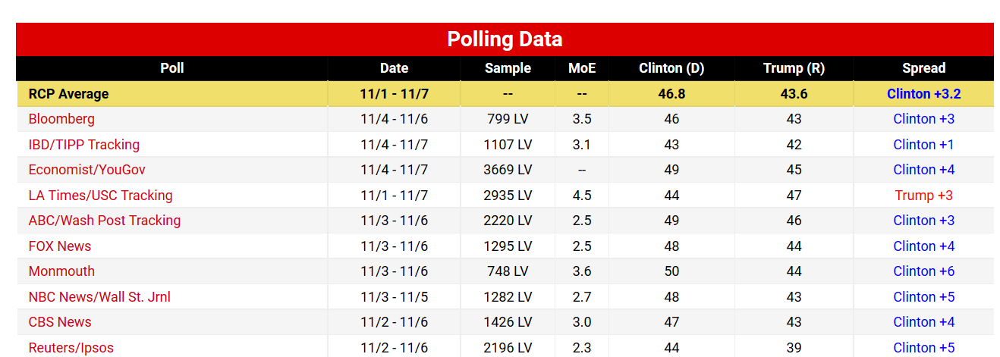 Polling Data
Poll Date Sample MoE Clinton (D) Trump (R) Spread
RCP Average 11/1 - 11/7 -- -- 46.8 43.6 Clinton +3.2
Bloomberg 11/4 - 11/6 799 LV 3.5 46 43 Clinton +3
IBD/TIPP Tracking 11/4 - 11/7 1107 LV 3.1 43 42 Clinton +1
Economist/YouGov 11/4 - 11/7 3669 LV -- 49 45 Clinton +4
LA Times/USC Tracking 11/1 - 11/7 2935 LV 4.5 44 47 Trump +3
ABC/Wash Post Tracking 11/3 - 11/6 2220 LV 2.5 49 46 Clinton +3
FOX News 11/3 - 11/6 1295 LV 2.5 48 44 Clinton +4
Monmouth 11/3 - 11/6 748 LV 3.6 50 44 Clinton +6
NBC News/Wall St. Jrnl 11/3 - 11/5 1282 LV 2.7 48 43 Clinton +5
CBS News 11/2 - 11/6 1426 LV 3.0 47 43 Clinton +4
Reuters/Ipsos 11/2 - 11/6 2196 LV 2.3 44 39 Clinton +5